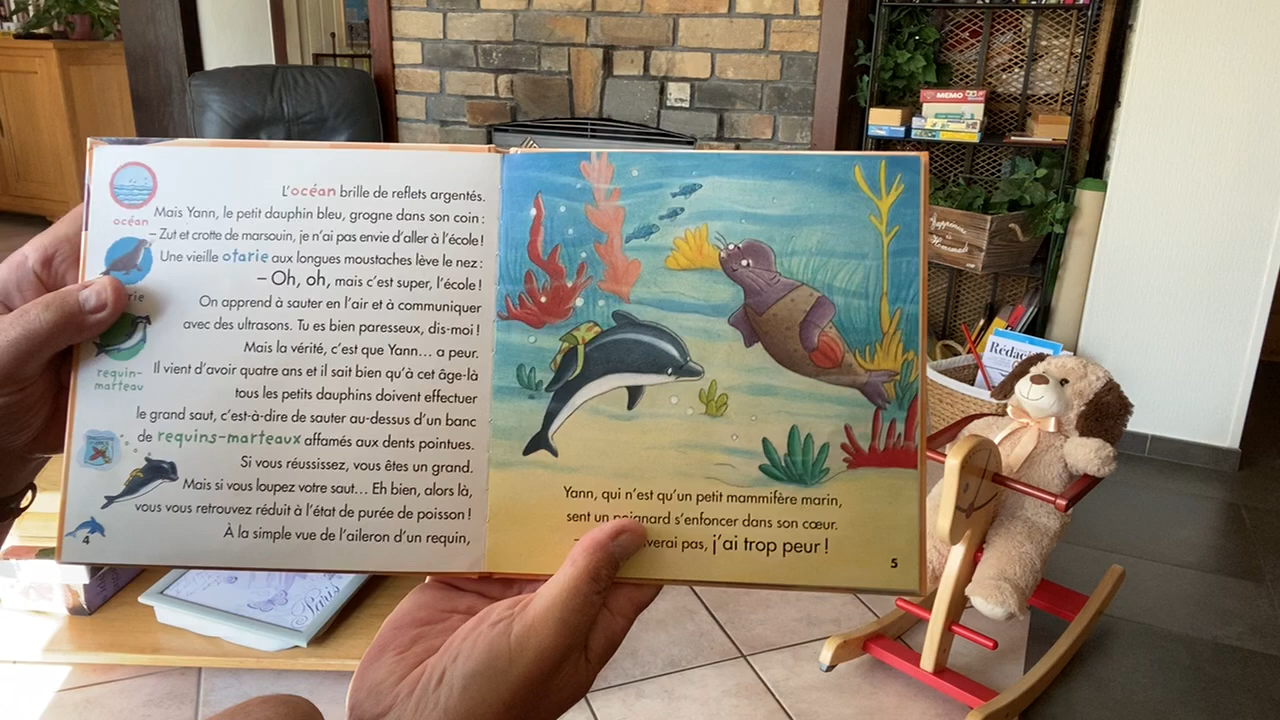 océan
requin-
marteau
L'océan brille de reflets argentés.
Mais Yann, le petit dauphin bleu, grogne dans son coin :
– Zut et crotte de marsouin, je n'ai pas envie d'aller à l'école !
Une vieille otarie aux longues moustaches lève le nez :
– Oh, oh, mais c'est super, l'école !
On apprend à sauter en l'air et à communiquer
avec des ultrasons. Tu es bien paresseux, dis-moi !
Mais la vérité, c'est que Yann... a peur.
Il vient d'avoir quatre ans et il sait bien qu'à cet âge-là
tous les petits dauphins doivent effectuer
le grand saut, c'est-à-dire de sauter au-dessus d'un banc
de requins-marteaux affamés aux dents pointues.
Si vous réussissez, vous êtes un grand.
Mais si vous loupez votre saut... Eh bien, alors là,
vous vous retrouvez réduit à l'état de purée de poisson !
À la simple vue de l'aileron d'un requin,
4
Yann, qui n'est qu'un petit mammifère marin,
sent un poignard s'enfoncer dans son cœur.
pas, j'ai trop peur !
5
MEMO
Paris